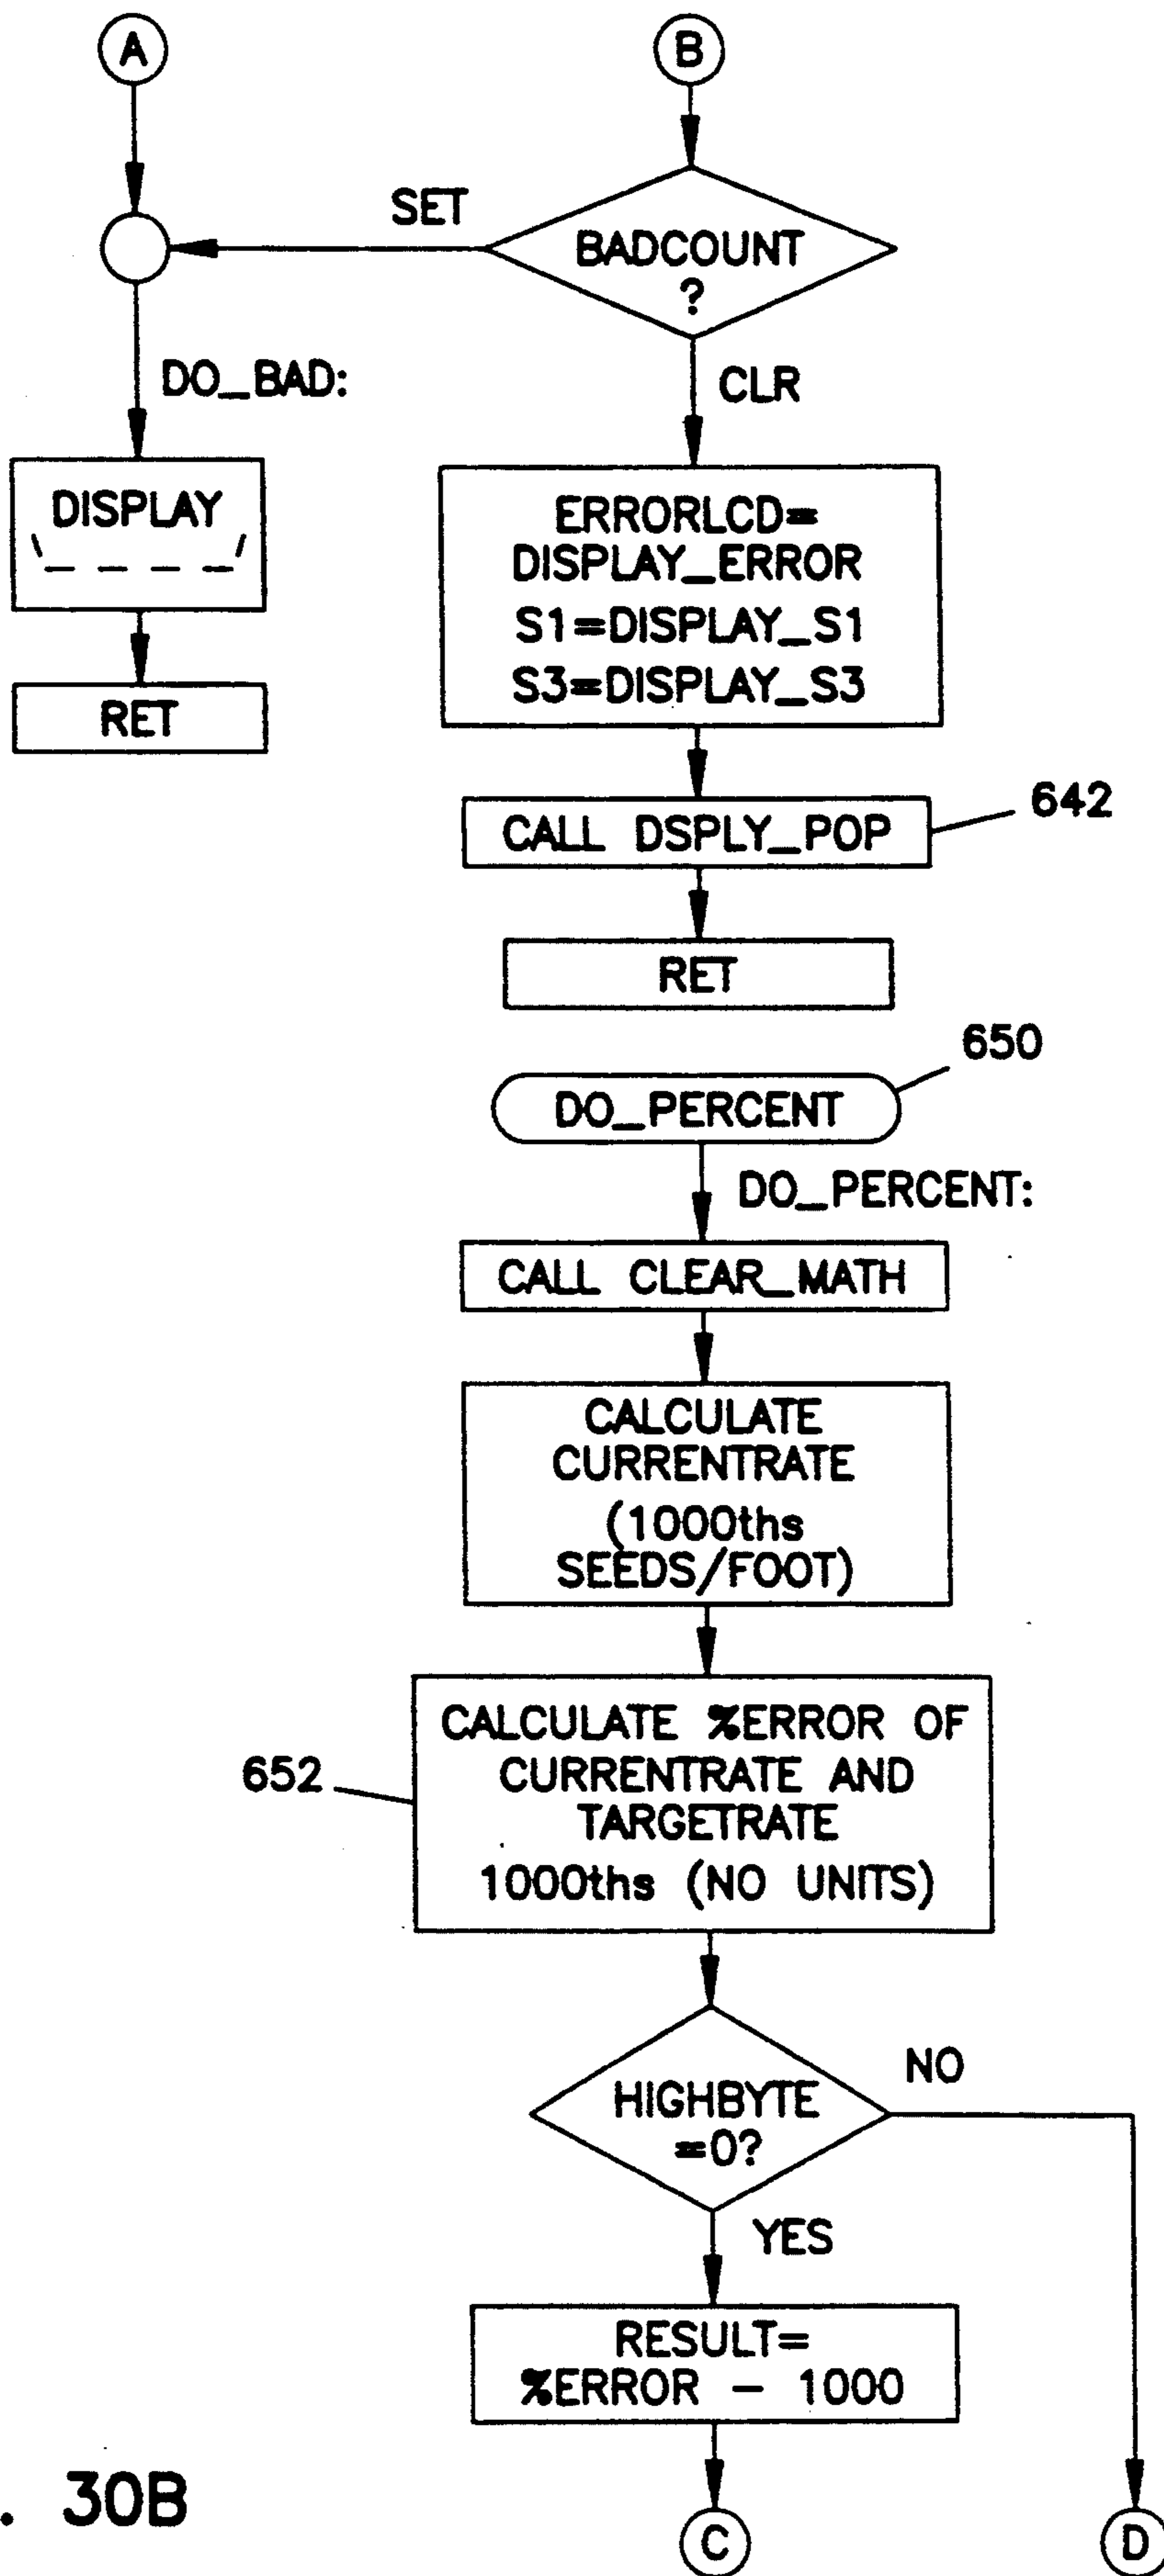 A
B
SET
BADCOUNT
?
DO_BAD:
CLR
DISPLAY
RET
ERRORLCD=
DISPLAY_ERROR
S1=DISPLAY_S1
S3=DISPLAY_S3
CALL DSPLY_POP
642
RET
650
DO_PERCENT
DO_PERCENT:
CALL CLEAR_MATH
CALCULATE
CURRENTRATE
(1000ths
SEEDS/FOOT)
652
CALCULATE %ERROR OF
CURRENTRATE AND
TARGETRATE
1000ths (NO UNITS)
HIGHBYTE
=0?
NO
YES
RESULT=
%ERROR - 1000
. 30B
C
D